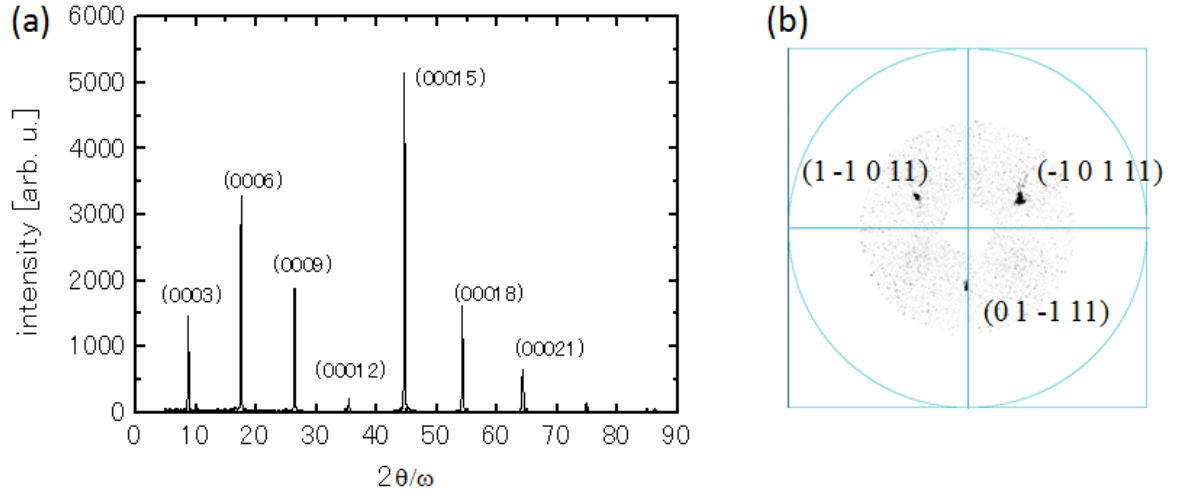 (a)
intensity [arb. u.]
6000
5000
4000
3000
2000
1000
0
(0003)
(0006)
(0009)
(00012)
(00015)
(00018)
(00021)
0 10 20 30 40 50 60 70 80 90
2θ/ω
(b)
(1 -1 0 11)
(-1 0 1 11)
(0 1 -1 11)